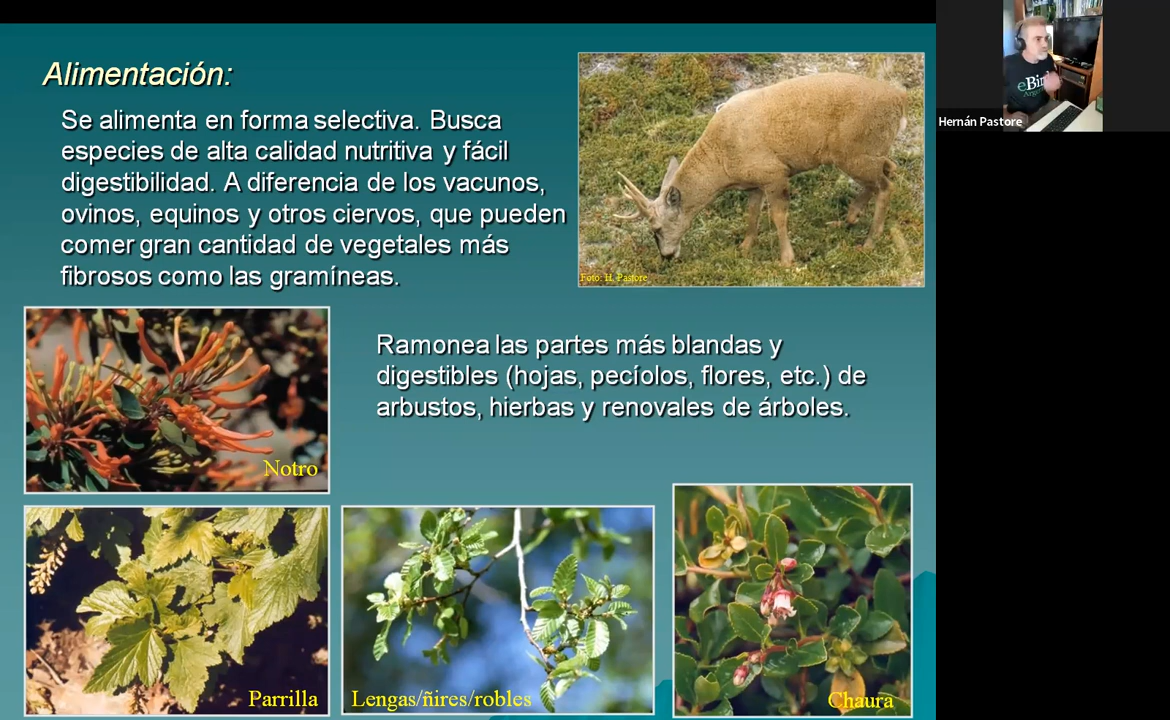 Alimentación:
Se alimenta en forma selectiva. Busca
especies de alta calidad nutritiva y fácil
digestibilidad. A diferencia de los vacunos,
ovinos, equinos y otros ciervos, que pueden
comer gran cantidad de vegetales más
fibrosos como las gramíneas.
Foto: H. Pastore
Ramonea las partes más blandas y
digestibles (hojas, pecíolos, flores, etc.) de
arbustos, hierbas y renovales de árboles.
Notro
Parrilla
Lengas/ñires/robles
Chaura
eBird
Hernán Pastore